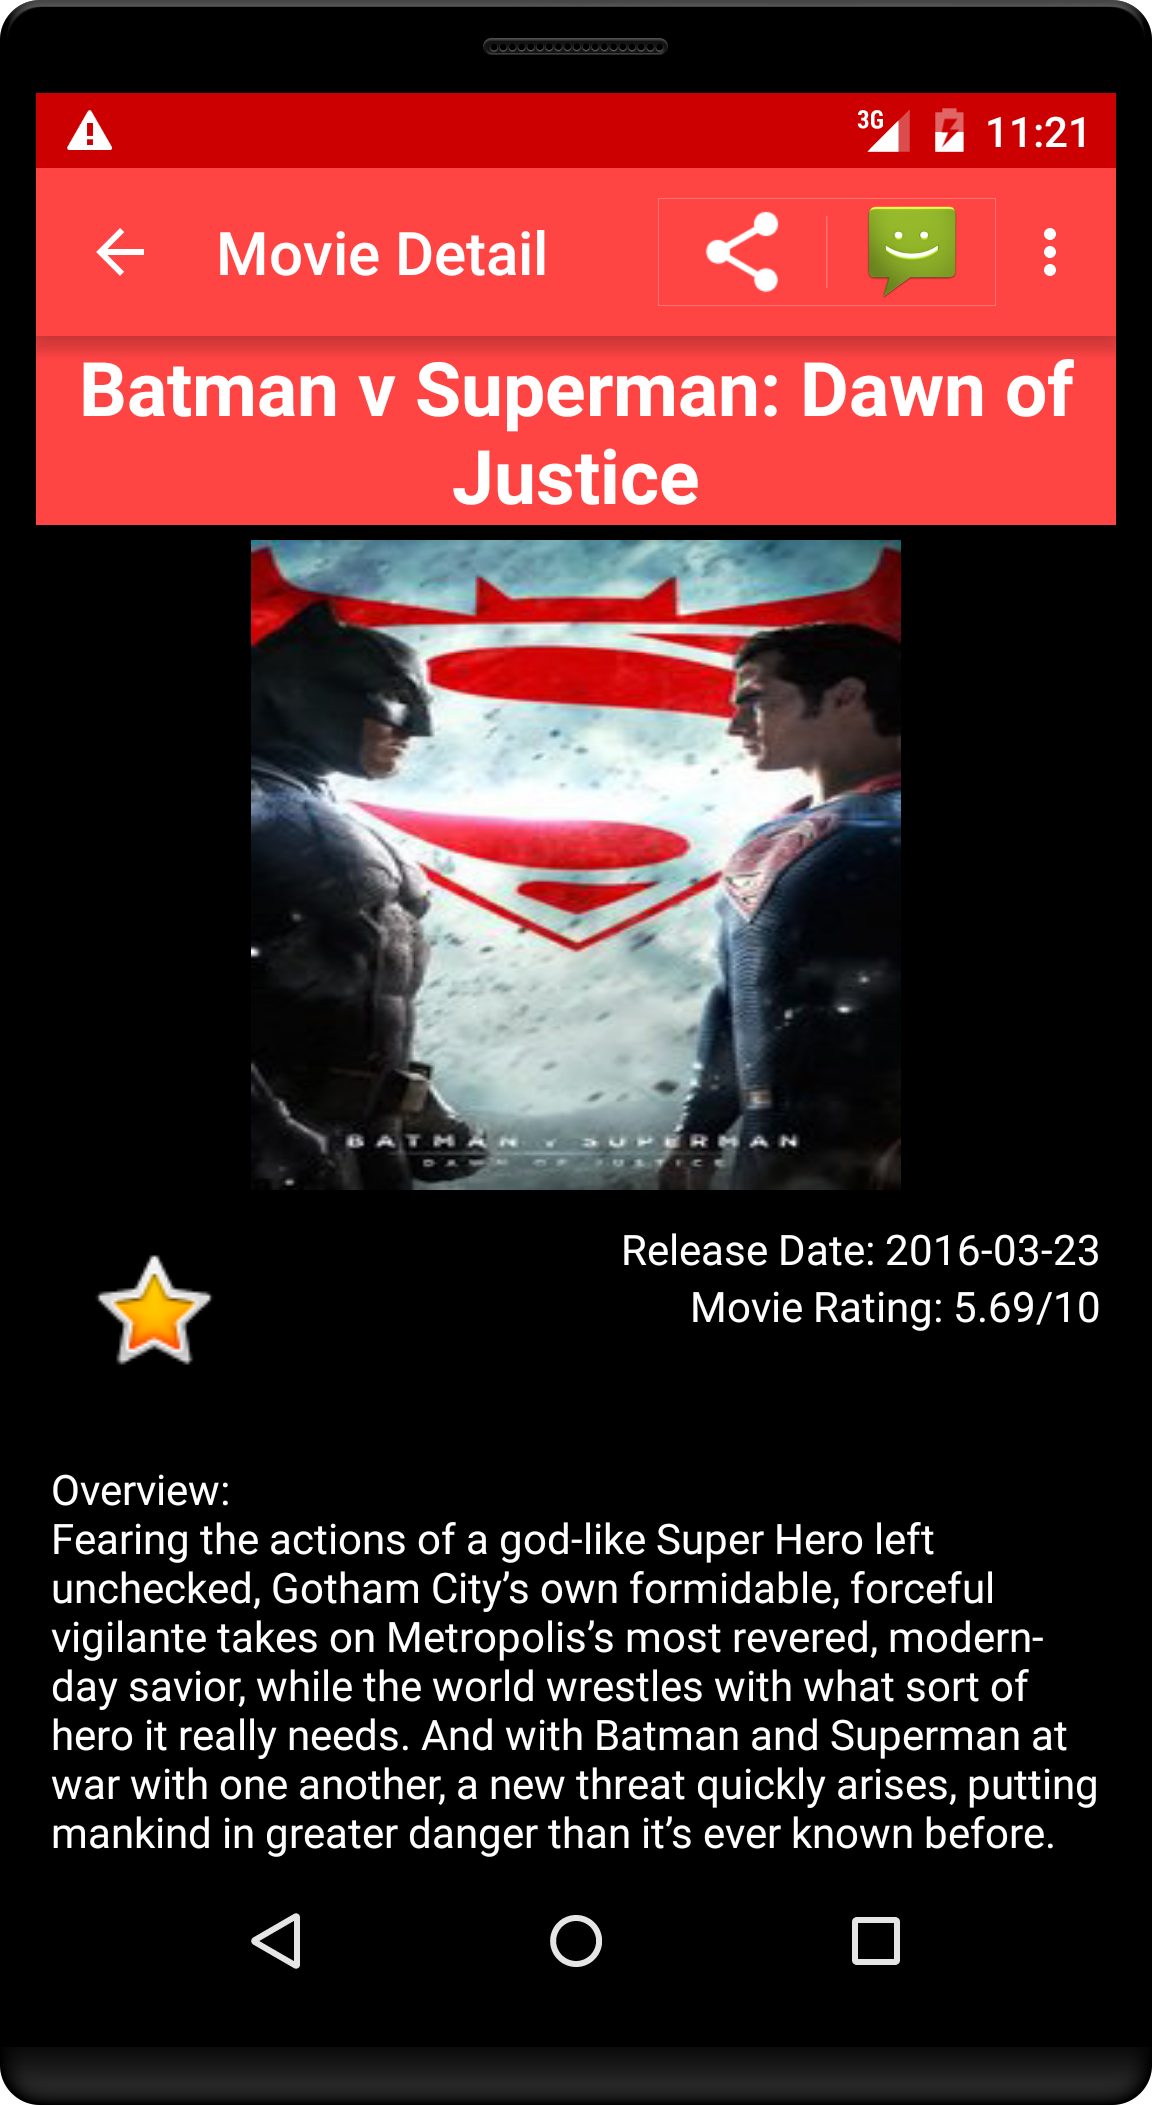 3G 11:21
Movie Detail
Batman v Superman: Dawn of
Justice
BATMAN v SUPERMAN
DAWN OF JUSTICE
Release Date: 2016-03-23
Movie Rating: 5.69/10
Overview:
Fearing the actions of a god-like Super Hero left
unchecked, Gotham City’s own formidable, forceful
vigilante takes on Metropolis’s most revered, modern-
day savior, while the world wrestles with what sort of
hero it really needs. And with Batman and Superman at
war with one another, a new threat quickly arises, putting
mankind in greater danger than it’s ever known before.